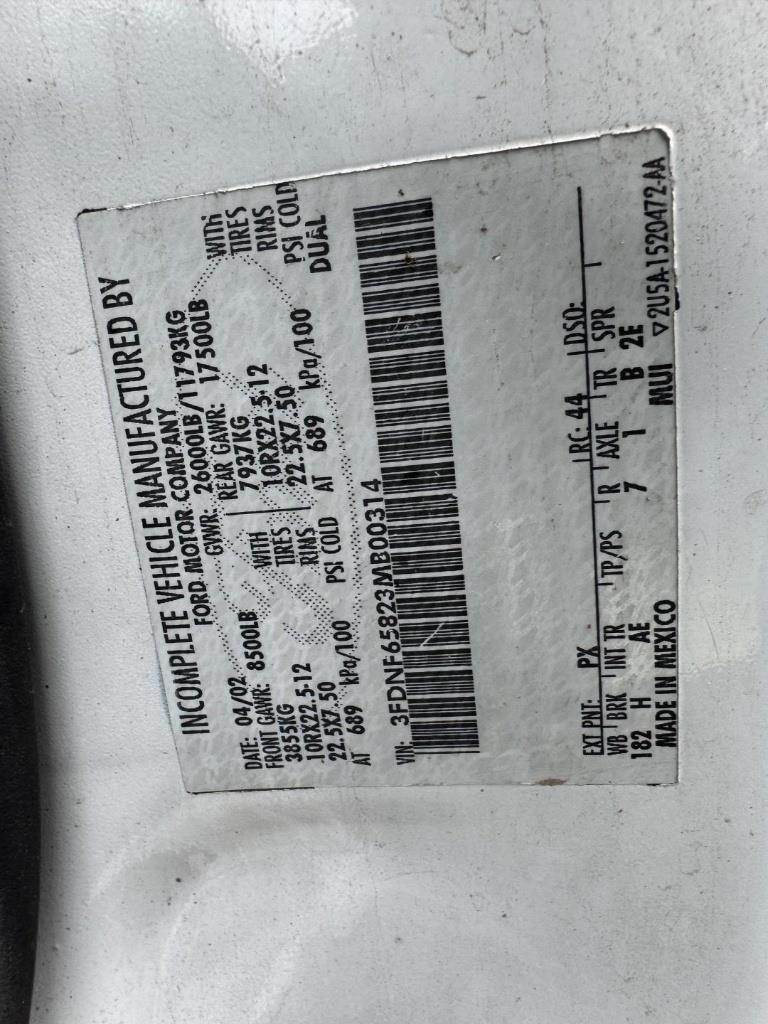 INCOMPLETE VEHICLE MANUFACTURED BY
FORD MOTOR COMPANY
DATE: 04/02 GVWR: 26000LB/11793KG
FRONT GAWR: 8500LB REAR GAWR: 17500LB
3855KG WITH 7937KG WITH
10RX22.5-12 TIRES 10RX22.5-12 TIRES
22.5X7.50 RIMS 22.5X7.50 RIMS
AT 689 kPa/100 PSI COLD AT 689 kPa/100 PSI COLD
DUAL
VIN: 3FDNF65823MB00314
EXT PNT: PX RC: 44 DSO:
WB BRK INT TR TP/PS R AXLE TR SPR
182 H AE 7 1 B 2E
MADE IN MEXICO MUI ▽2U5A1520472-AA